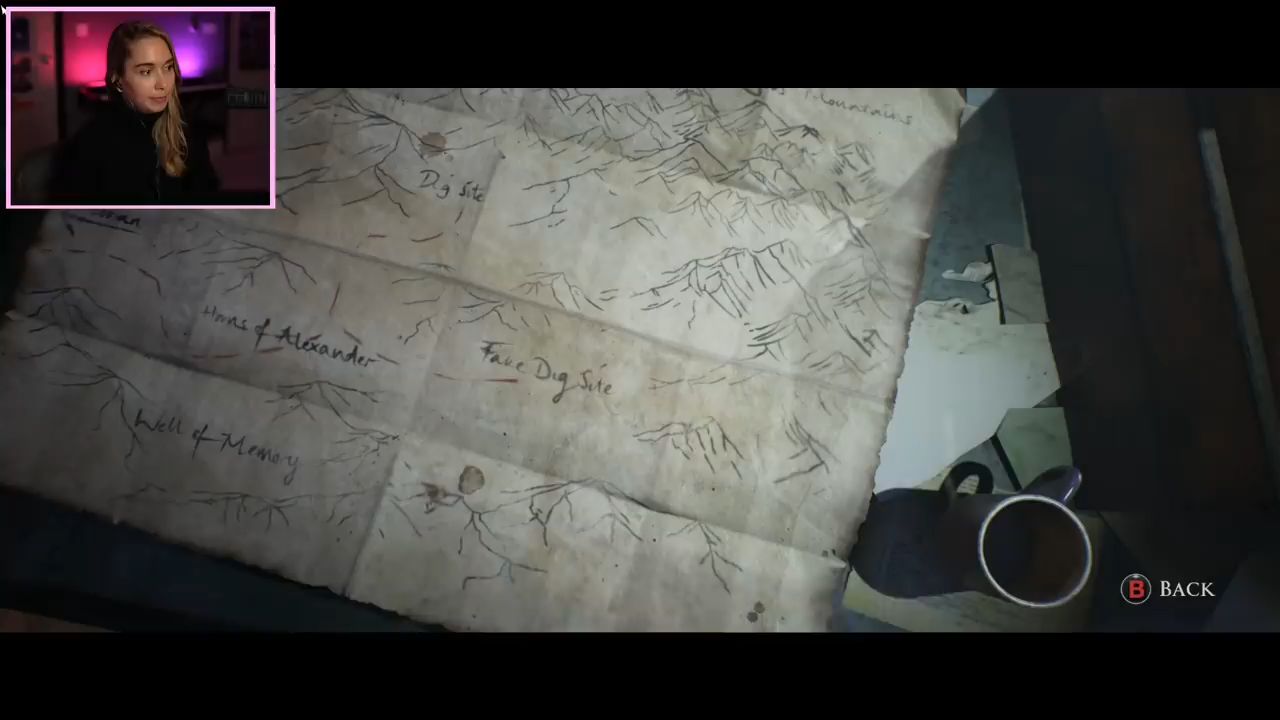 Mountains
Dig Site
Horns of Alexander
Fake Dig Site
Well of Memory
B BACK